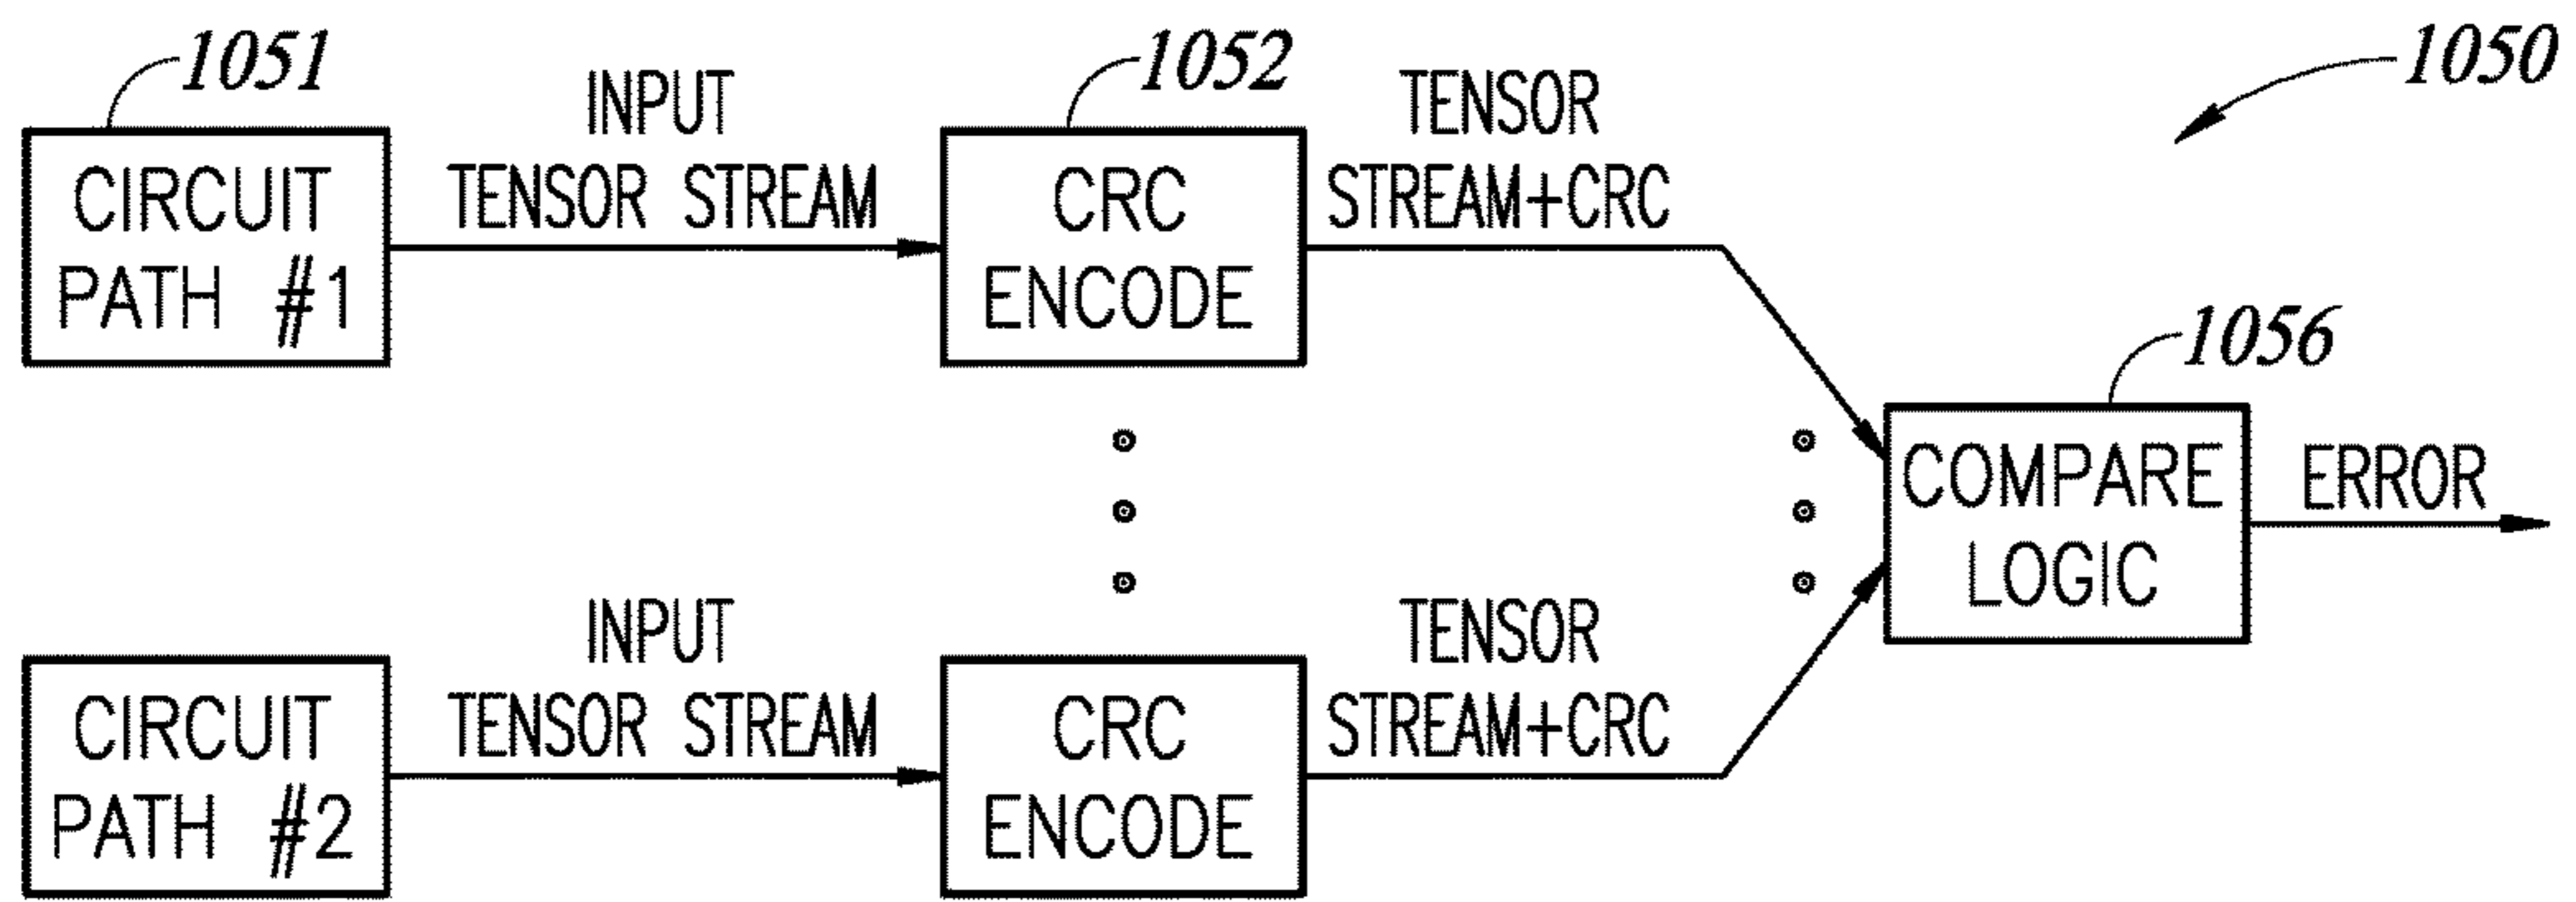 1051
1052
1050
INPUT
TENSOR STREAM
TENSOR
STREAM+CRC
CIRCUIT
PATH #1
CRC
ENCODE
1056
COMPARE
LOGIC
ERROR
INPUT
TENSOR STREAM
TENSOR
STREAM+CRC
CIRCUIT
PATH #2
CRC
ENCODE